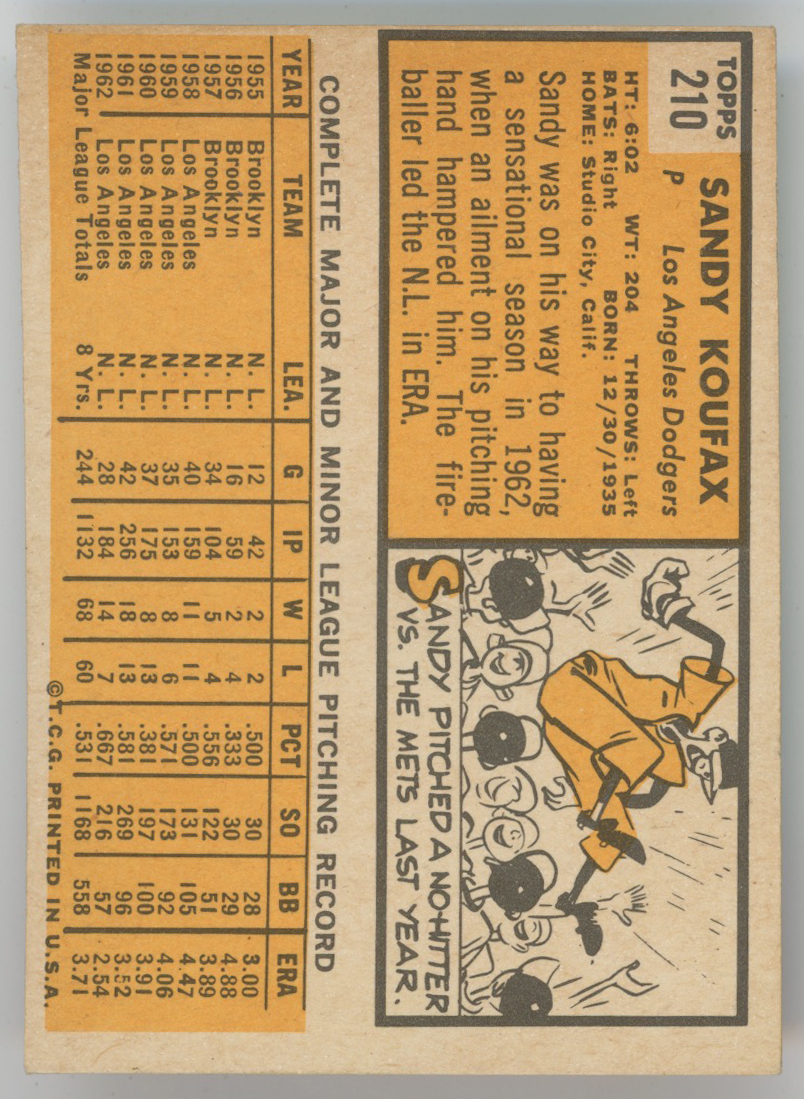 TOPPS
210
SANDY KOUFAX
P Los Angeles Dodgers
HT: 6:02 WT: 204 THROWS: Left
BATS: Right BORN: 12/30/1935
HOME: Studio City, Calif.
Sandy was on his way to having
a sensational season in 1962,
when an ailment on his pitching
hand hampered him. The fire-
baller led the N.L. in ERA.
SANDY PITCHED A NO-HITTER
VS. THE METS LAST YEAR.
COMPLETE MAJOR AND MINOR LEAGUE PITCHING RECORD
YEAR TEAM LEA. G IP W L PCT SO BB ERA
1955 Brooklyn N. L. 12 42 2 2 .500 30 28 3.00
1956 Brooklyn N. L. 16 59 2 4 .333 30 29 4.88
1957 Brooklyn N. L. 34 104 5 4 .556 122 51 3.89
1958 Los Angeles N. L. 40 159 11 11 .500 131 105 4.47
1959 Los Angeles N. L. 35 153 8 6 .571 173 92 4.06
1960 Los Angeles N. L. 37 175 8 13 .381 197 100 3.91
1961 Los Angeles N. L. 42 256 18 13 .581 269 96 3.52
1962 Los Angeles N. L. 28 184 14 7 .667 216 57 2.54
Major League Totals 8 Yrs. 244 1132 68 60 .531 1168 558 3.71
©T.C.G. PRINTED IN U.S.A.